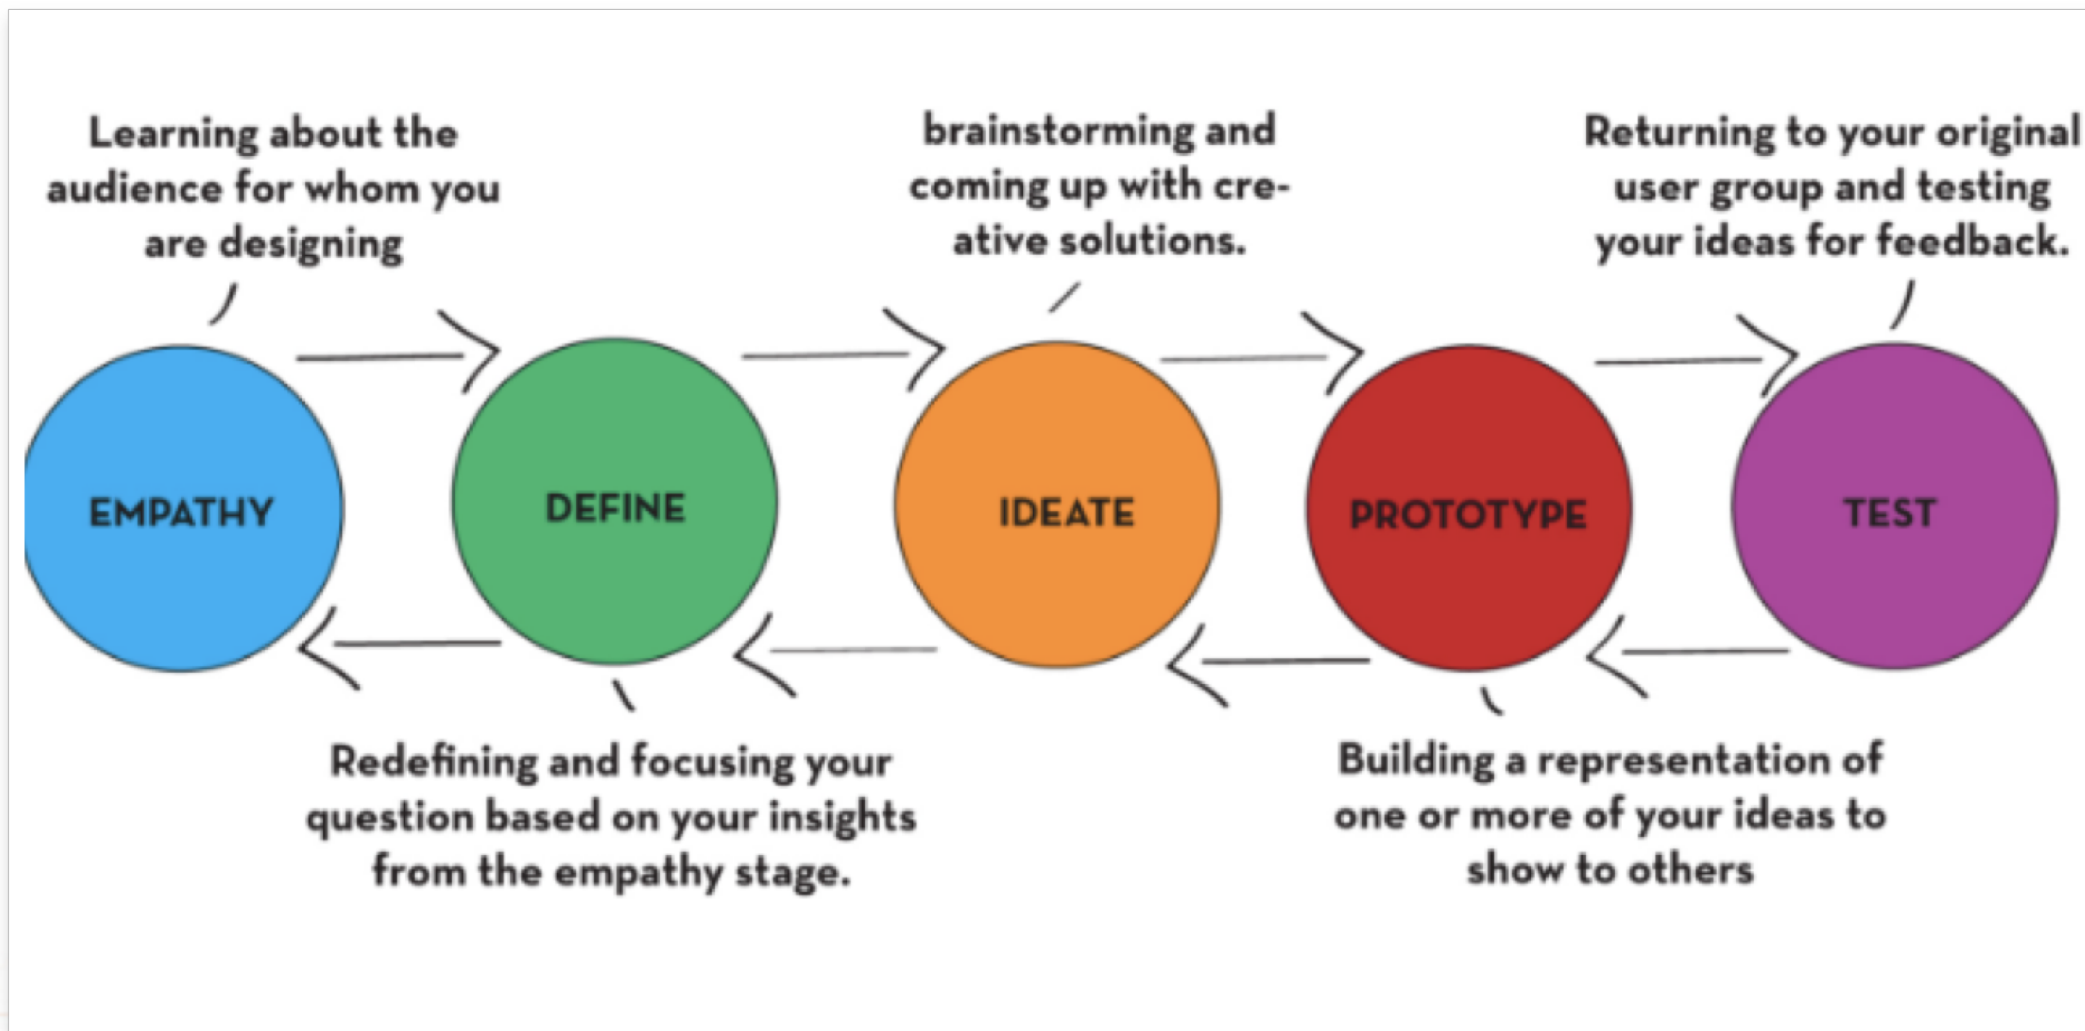 Learning about the
audience for whom you
are designing
brainstorming and
coming up with cre-
ative solutions.
Returning to your original
user group and testing
your ideas for feedback.
EMPATHY
DEFINE
IDEATE
PROTOTYPE
TEST
Redefining and focusing your
question based on your insights
from the empathy stage.
Building a representation of
one or more of your ideas to
show to others